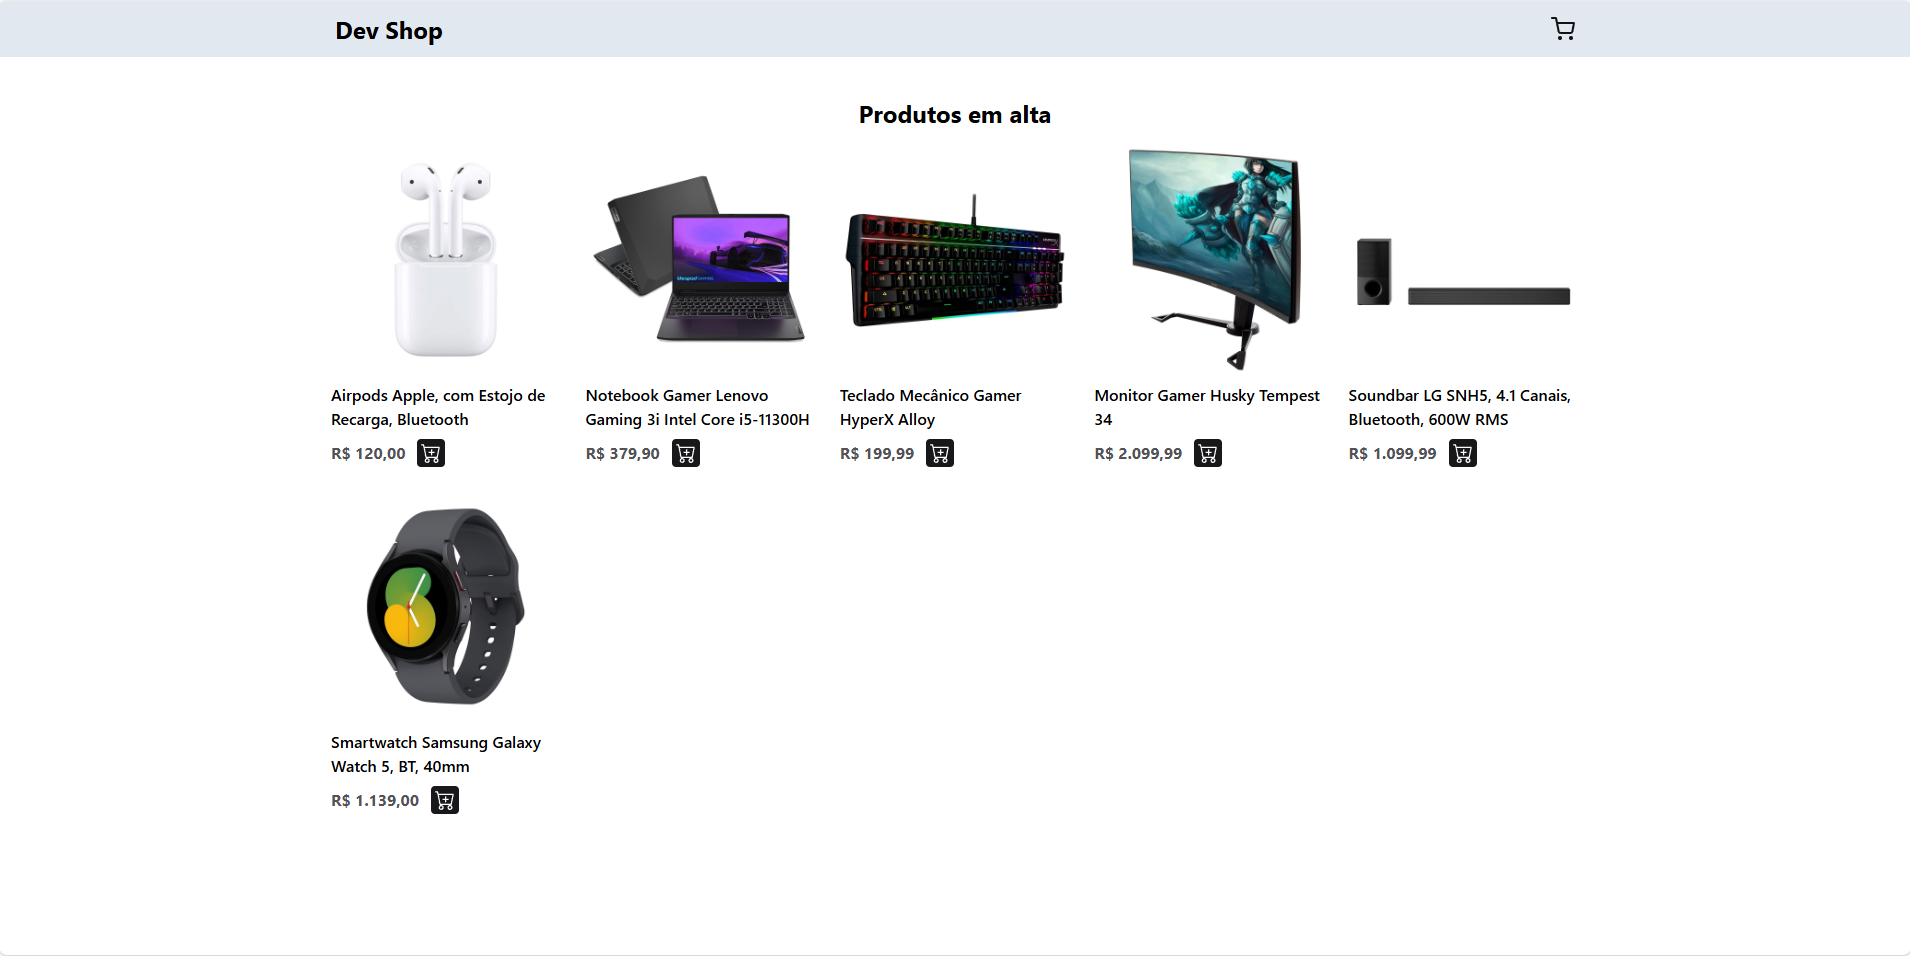 Dev Shop
Produtos em alta
Airpods Apple, com Estojo de
Recarga, Bluetooth
R$ 120,00
Notebook Gamer Lenovo
Gaming 3i Intel Core i5-11300H
R$ 379,90
Teclado Mecânico Gamer
HyperX Alloy
R$ 199,99
Monitor Gamer Husky Tempest
34
R$ 2.099,99
Soundbar LG SNH5, 4.1 Canais,
Bluetooth, 600W RMS
R$ 1.099,99
Smartwatch Samsung Galaxy
Watch 5, BT, 40mm
R$ 1.139,00